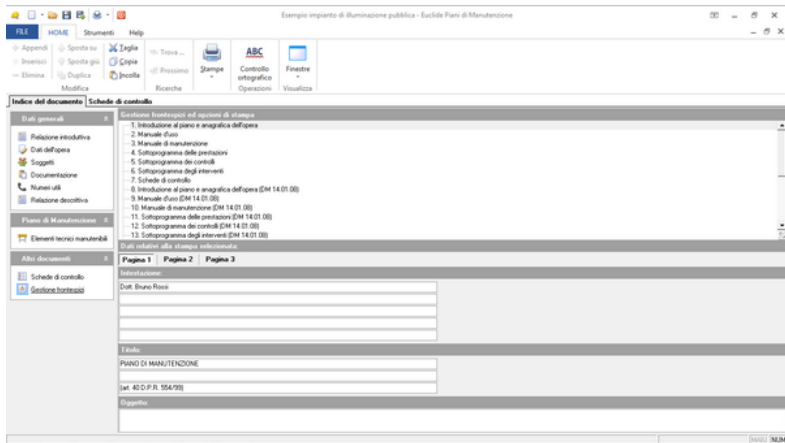 Esempio impianto di illuminazione pubblica - Euclide Piani di Manutenzione
FILE HOME Strumenti Help
Appendi Sposta su Taglia Trova ...
Inserisci Sposta giù Copia Prossimo
Elimina Duplica Incolla
Stampe
ABC
Controllo ortografico
Finestre
Modifica Ricerche Operazioni Visualizza
Indice del documento Schede di controllo
Dati generali
Relazione introduttiva
Dati dell'opera
Soggetti
Documentazione
Numeri utili
Relazione descrittiva
Piano di Manutenzione
Elementi tecnici manutenibili
Altri documenti
Schede di controllo
Gestione frontespizi
Gestione frontespizi ed opzioni di stampa
1. Introduzione al piano e anagrafica dell'opera
2. Manuale d'uso
3. Manuale di manutenzione
4. Sottoprogramma delle prestazioni
5. Sottoprogramma dei controlli
6. Sottoprogramma degli interventi
7. Schede di controllo
8. Introduzione al piano e anagrafica dell'opera (DM 14.01.08)
9. Manuale d'uso (DM 14.01.08)
10. Manuale di manutenzione (DM 14.01.08)
11. Sottoprogramma delle prestazioni (DM 14.01.08)
12. Sottoprogramma dei controlli (DM 14.01.08)
13. Sottoprogramma degli interventi (DM 14.01.08)
Dati relativi alla stampa selezionata:
Pagina 1 Pagina 2 Pagina 3
Intestazione:
Dott. Bruno Rossi
Titolo:
PIANO DI MANUTENZIONE
(art. 40 D.P.R. 554/99)
Oggetto:
MAIU NUM